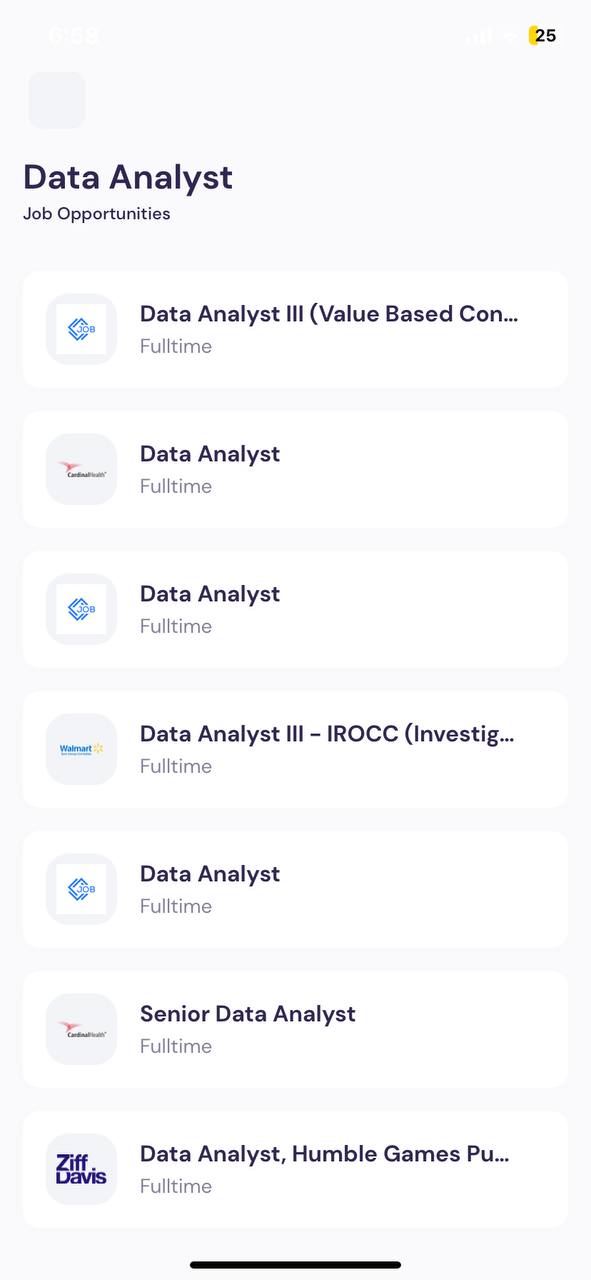 6:58
25
Data Analyst
Job Opportunities
JOB
Data Analyst III (Value Based Con...
Fulltime
CardinalHealth
Data Analyst
Fulltime
JOB
Data Analyst
Fulltime
Walmart
Data Analyst III - IROCC (Investig...
Fulltime
JOB
Data Analyst
Fulltime
CardinalHealth
Senior Data Analyst
Fulltime
Ziff
Davis
Data Analyst, Humble Games Pu...
Fulltime